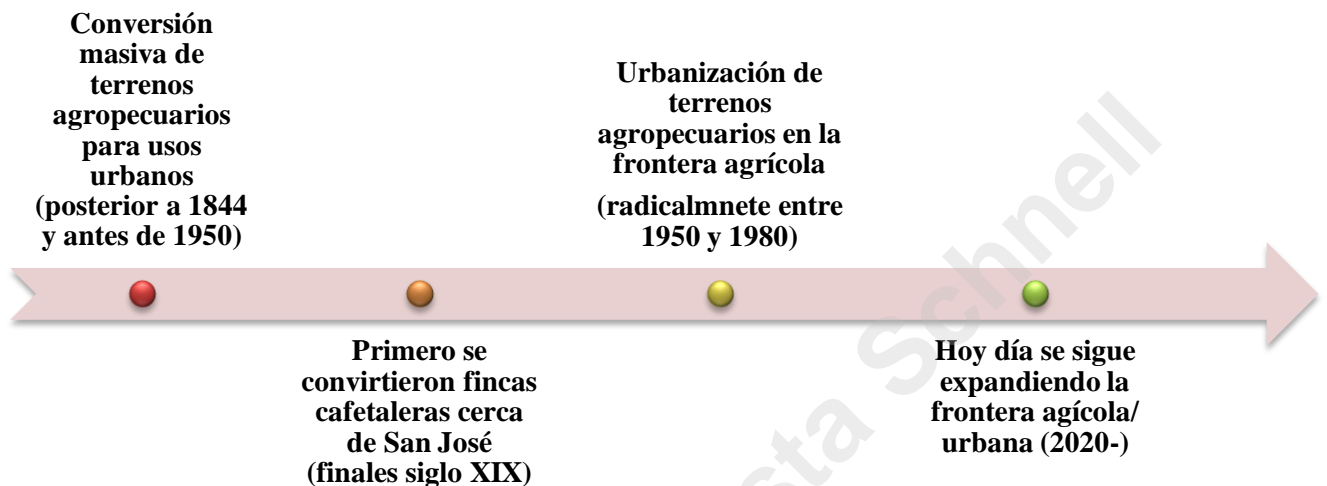 Conversión
masiva de
terrenos
agropecuarios
para usos
urbanos
(posterior a 1844
y antes de 1950)
Primero se
convirtieron fincas
cafetaleras cerca
de San José
(finales siglo XIX)
Urbanización de
terrenos
agropecuarios en la
frontera agrícola
(radicalmnete entre
1950 y 1980)
Hoy día se sigue
expandiendo la
frontera agícola/
urbana (2020-)
sta Schnell